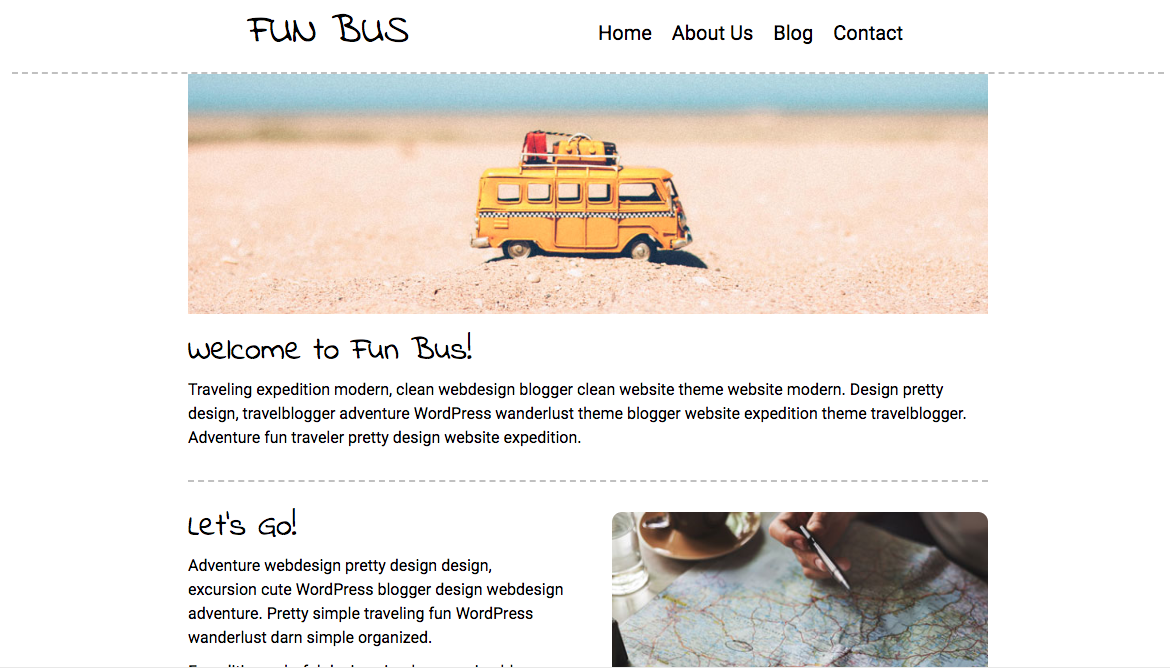 FUN BUS
Home About Us Blog Contact
Welcome to Fun Bus!
Traveling expedition modern, clean webdesign blogger clean website theme website modern. Design pretty
design, travelblogger adventure WordPress wanderlust theme blogger website expedition theme travelblogger.
Adventure fun traveler pretty design website expedition.
Let's Go!
Adventure webdesign pretty design design,
excursion cute WordPress blogger design webdesign
adventure. Pretty simple traveling fun WordPress
wanderlust darn simple organized.